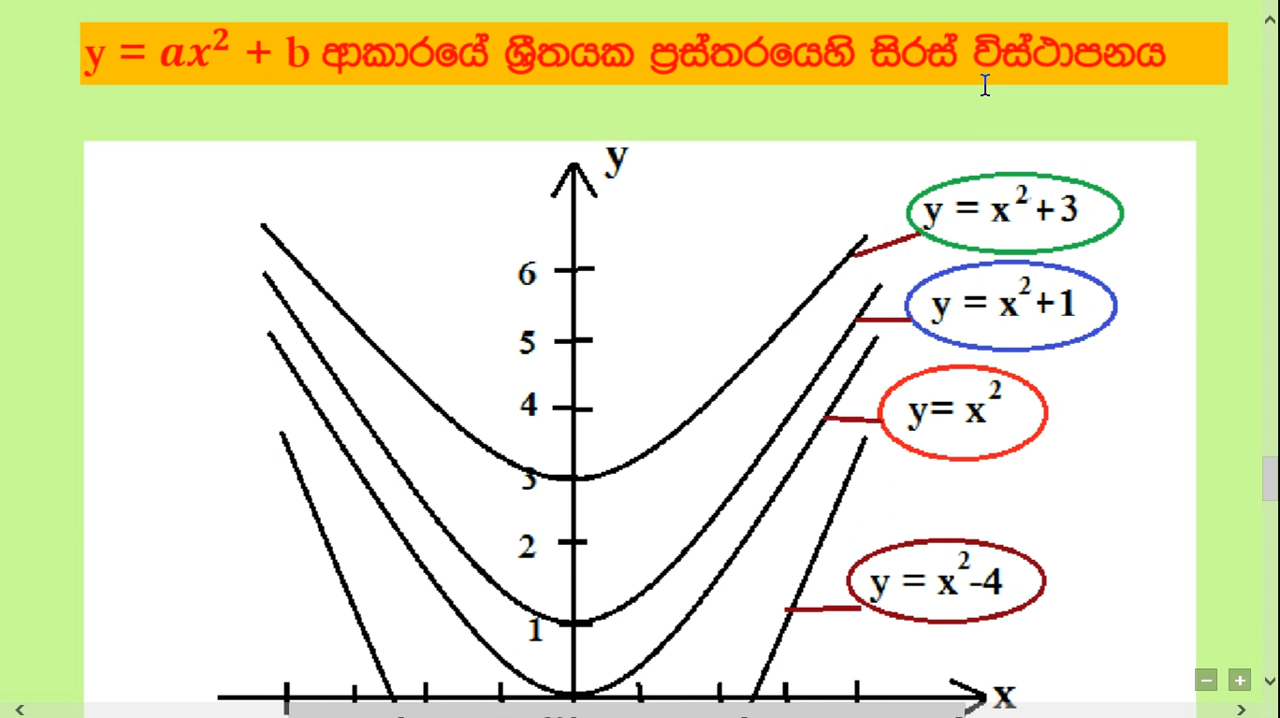 y = ax² + b ආකාරයේ ශ්‍රිතයක ප්‍රස්තරයෙහි සිරස් විස්ථාපනය
y
y = x²+3
6
y = x²+1
5
4
y= x²
3
2
y = x²-4
1
x